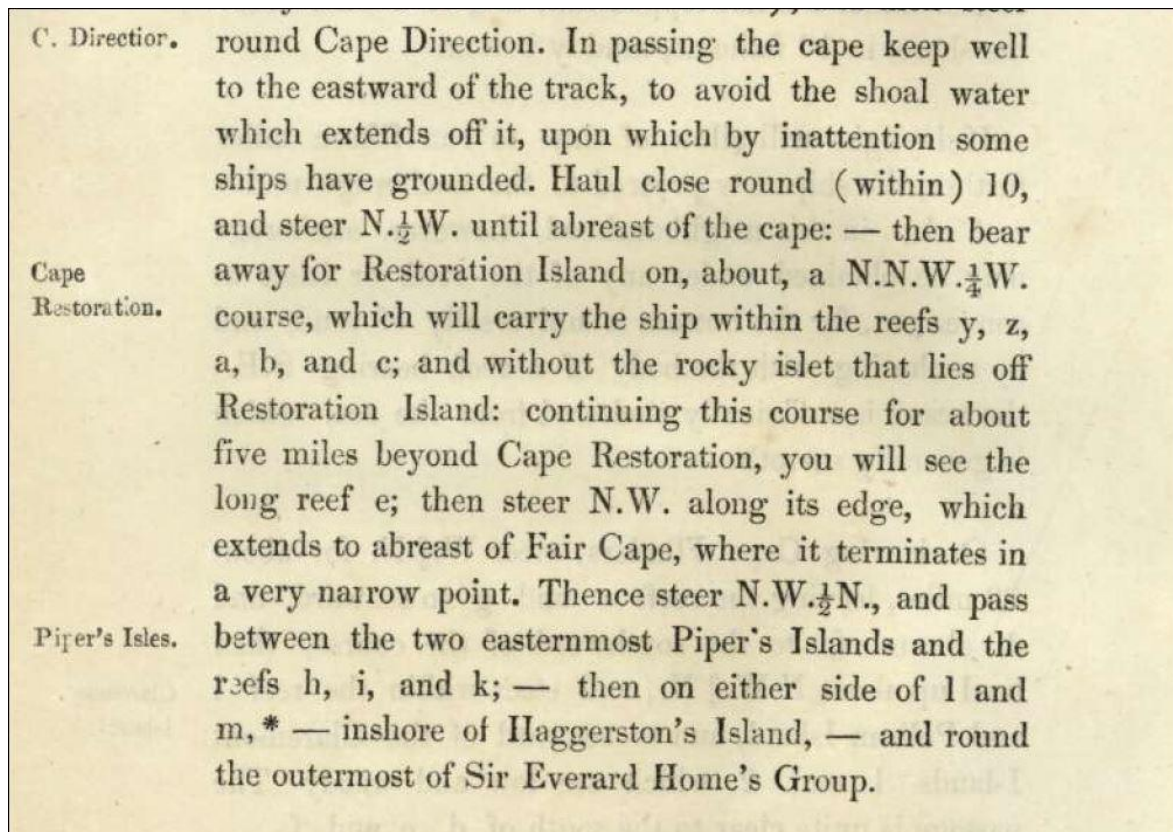 C. Direction. round Cape Direction. In passing the cape keep well
to the eastward of the track, to avoid the shoal water
which extends off it, upon which by inattention some
ships have grounded. Haul close round (within) 10,
and steer N.½W. until abreast of the cape: — then bear
Cape away for Restoration Island on, about, a N.N.W.¼W.
Restoration. course, which will carry the ship within the reefs y, z,
a, b, and c; and without the rocky islet that lies off
Restoration Island: continuing this course for about
five miles beyond Cape Restoration, you will see the
long reef e; then steer N.W. along its edge, which
extends to abreast of Fair Cape, where it terminates in
a very narrow point. Thence steer N.W.½N., and pass
Piper's Isles. between the two easternmost Piper's Islands and the
reefs h, i, and k; — then on either side of l and
m,* — inshore of Haggerston's Island, — and round
the outermost of Sir Everard Home's Group.